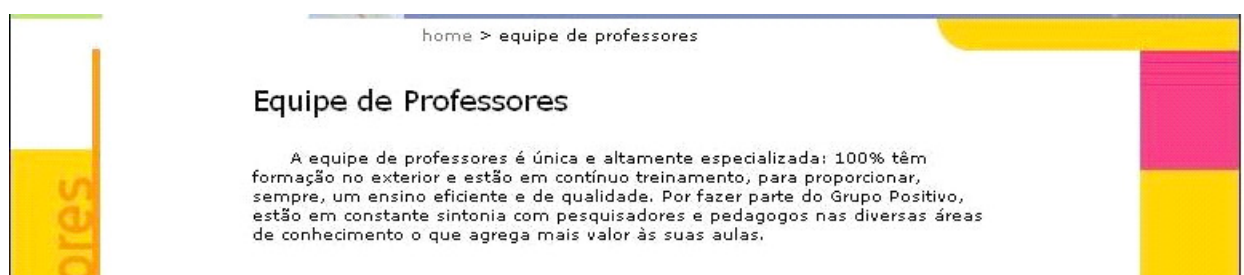 home > equipe de professores
Equipe de Professores
A equipe de professores é única e altamente especializada: 100% têm
formação no exterior e estão em contínuo treinamento, para proporcionar,
sempre, um ensino eficiente e de qualidade. Por fazer parte do Grupo Positivo,
estão em constante sintonia com pesquisadores e pedagogos nas diversas áreas
de conhecimento o que agrega mais valor às suas aulas.